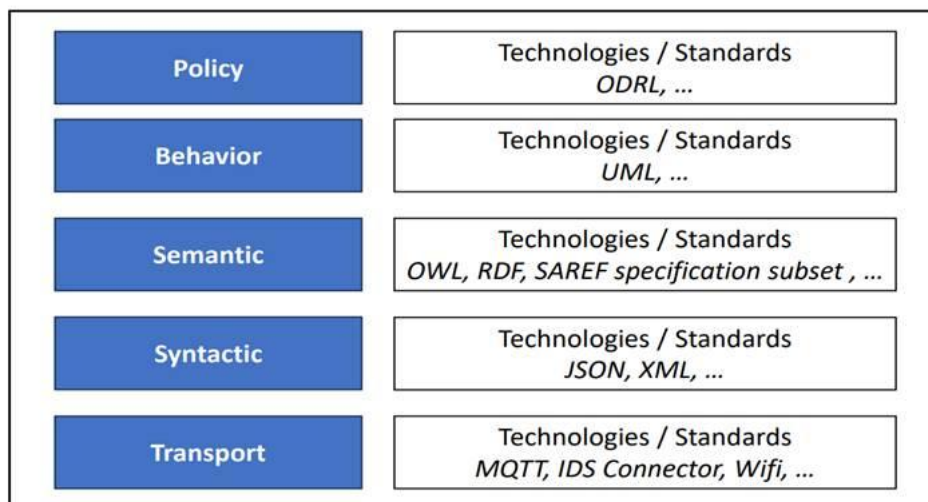 Policy
Technologies / Standards
ODRL, ...
Behavior
Technologies / Standards
UML, ...
Semantic
Technologies / Standards
OWL, RDF, SAREF specification subset , ...
Syntactic
Technologies / Standards
JSON, XML, ...
Transport
Technologies / Standards
MQTT, IDS Connector, Wifi, ...